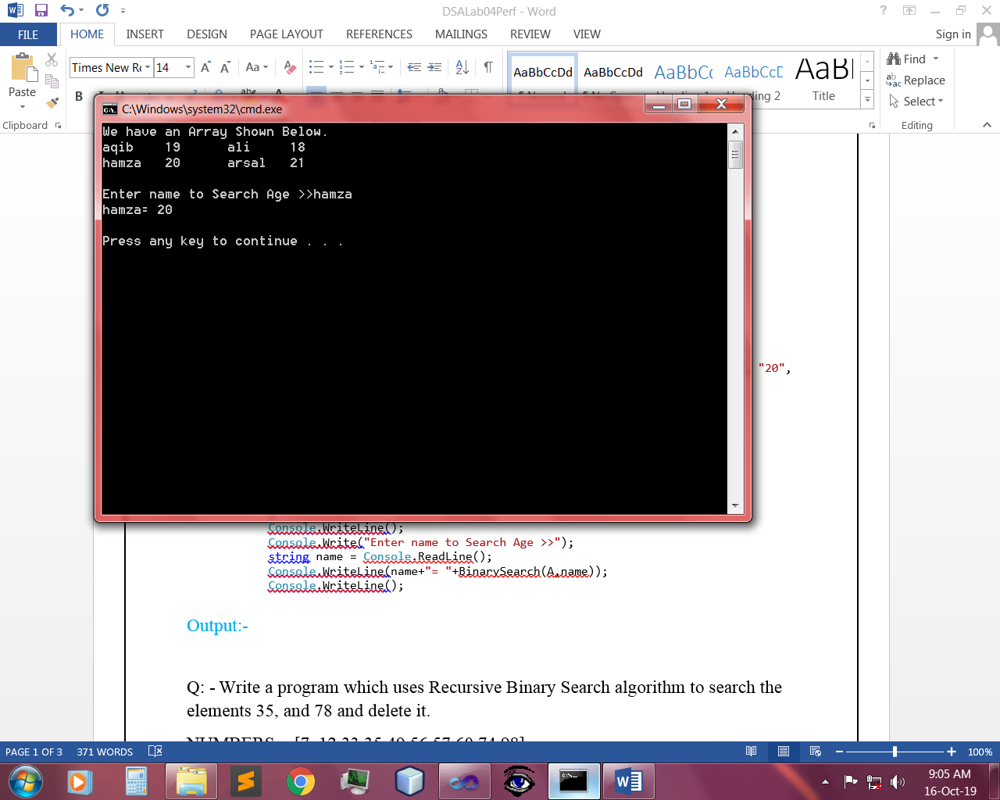 DSALab04Perf - Word
FILE HOME INSERT DESIGN PAGE LAYOUT REFERENCES MAILINGS REVIEW VIEW Sign in
Times New Ro 14 Aa
Paste
Clipboard
B
AaBbCcDd AaBbCcDd AaBbCc AaBbCcD AaBl
Title
Find
Replace
Select
Editing
C:\Windows\system32\cmd.exe
We have an Array Shown Below.
aqib 19 ali 18
hamza 20 arsal 21
Enter name to Search Age >>hamza
hamza= 20
Press any key to continue . . .
"20",
Console.WriteLine();
Console.Write("Enter name to Search Age >>");
string name = Console.ReadLine();
Console.WriteLine(name+"= "+BinarySearch(A,name));
Console.WriteLine();
Output:-
Q: - Write a program which uses Recursive Binary Search algorithm to search the
elements 35, and 78 and delete it.
PAGE 1 OF 3 371 WORDS 100%
9:05 AM
16-Oct-19